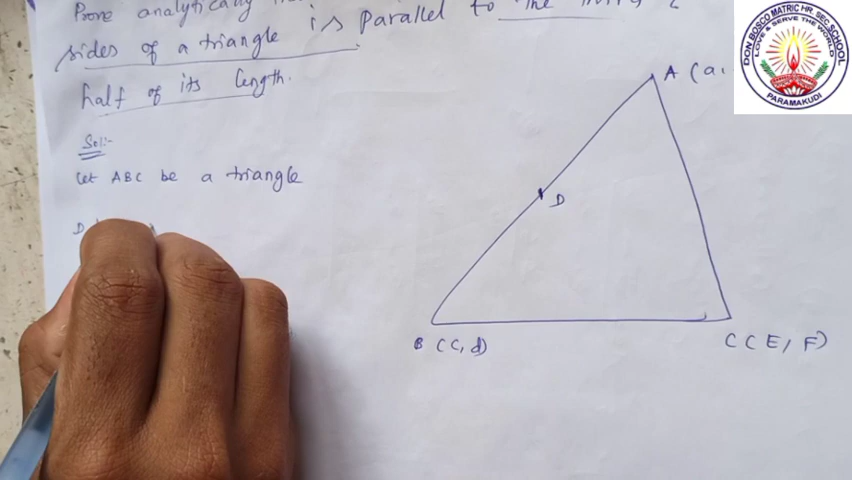 Prove analytically
sides of a triangle is parallel to the
half of its length.
Sol:-
Let ABC be a triangle
D
A (a,
D
B (C, d)
C ( E, F)
DON BOSCO MATRIC HR. SEC. SCHOOL
LOVE & SERVE THE WORLD
PARAMAKUDI